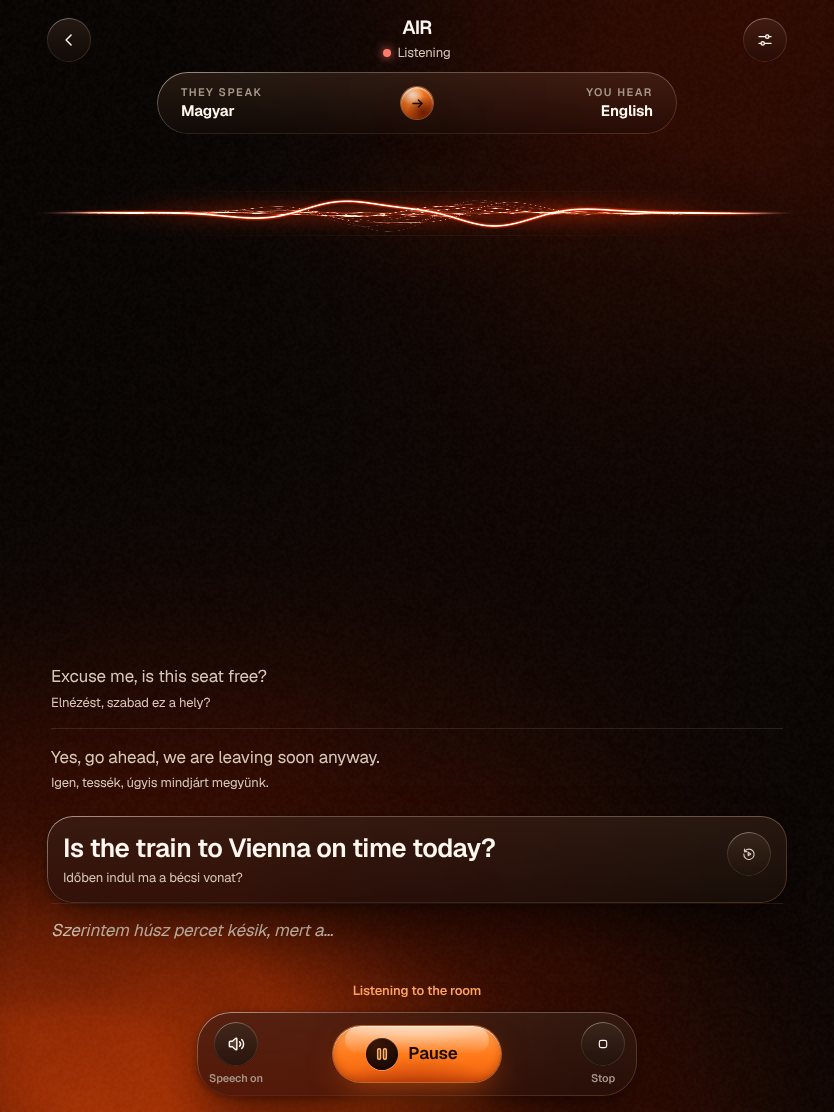 AIR
Listening
THEY SPEAK
Magyar
YOU HEAR
English
Excuse me, is this seat free?
Elnézést, szabad ez a hely?
Yes, go ahead, we are leaving soon anyway.
Igen, tessék, úgyis mindjárt megyünk.
Is the train to Vienna on time today?
Időben indul ma a bécsi vonat?
Szerintem húsz percet késik, mert a...
Listening to the room
Speech on
Pause
Stop